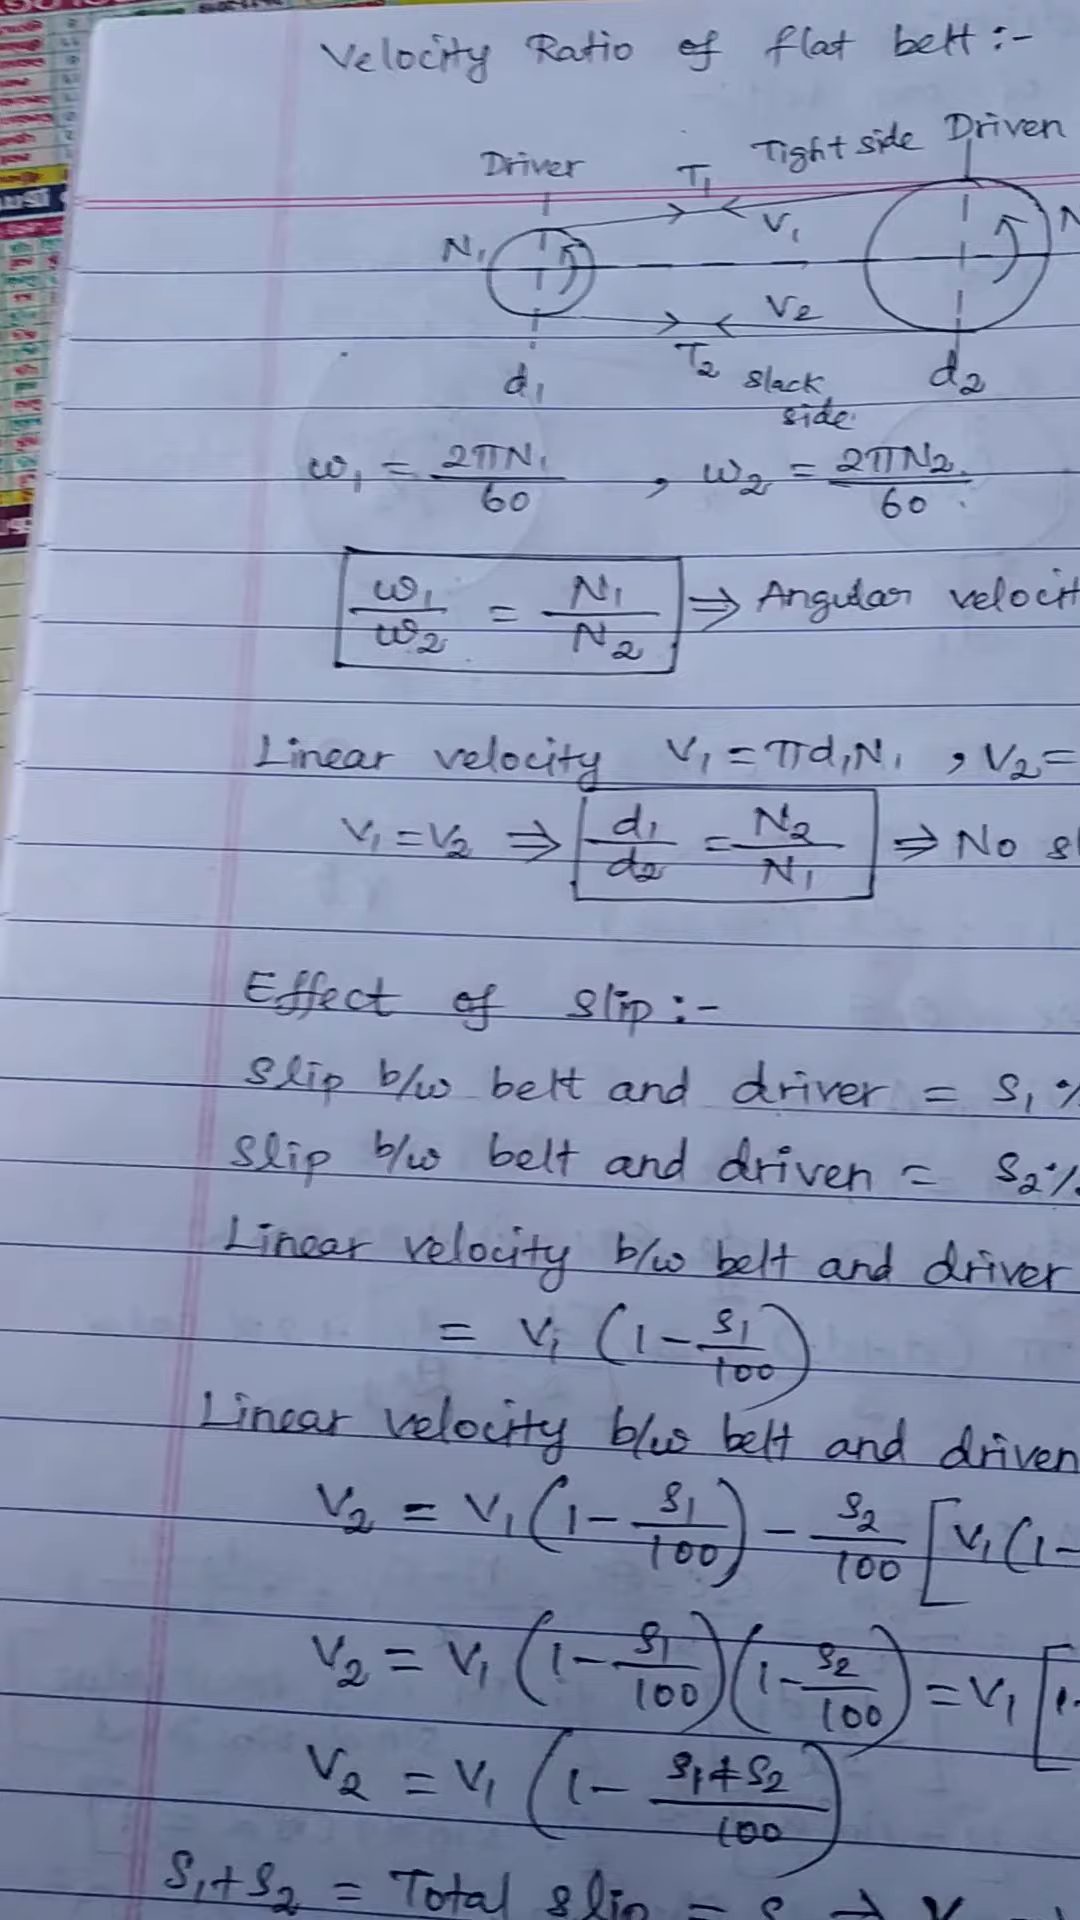 Velocity Ratio of flat belt :-
Driver
T₁
Tight side
Driven
N₁
V₁
V₂
T₂
slack
side
d₁
d₂
ω₁ = 2πN₁/60 , ω₂ = 2πN₂/60
ω₁/ω₂ = N₁/N₂ ⇒ Angular
Linear velocity V₁ = πd₁N₁ , V₂ =
V₁ = V₂ ⇒ d₁/d₂ = N₂/N₁ ⇒ No
Effect of slip :-
Slip b/w belt and driver = S₁ %
Slip b/w belt and driven = S₂ %
Linear velocity b/w belt and driver
= V₁ (1 - S₁/100)
Linear velocity b/w belt and driven
V₂ = V₁ (1 - S₁/100) - S₂/100 [V₁ (1 -
V₂ = V₁ (1 - S₁/100) (1 - S₂/100) = V₁ [1 -
V₂ = V₁ (1 - S₁+S₂/100)
S₁+S₂ = Total slip = S →